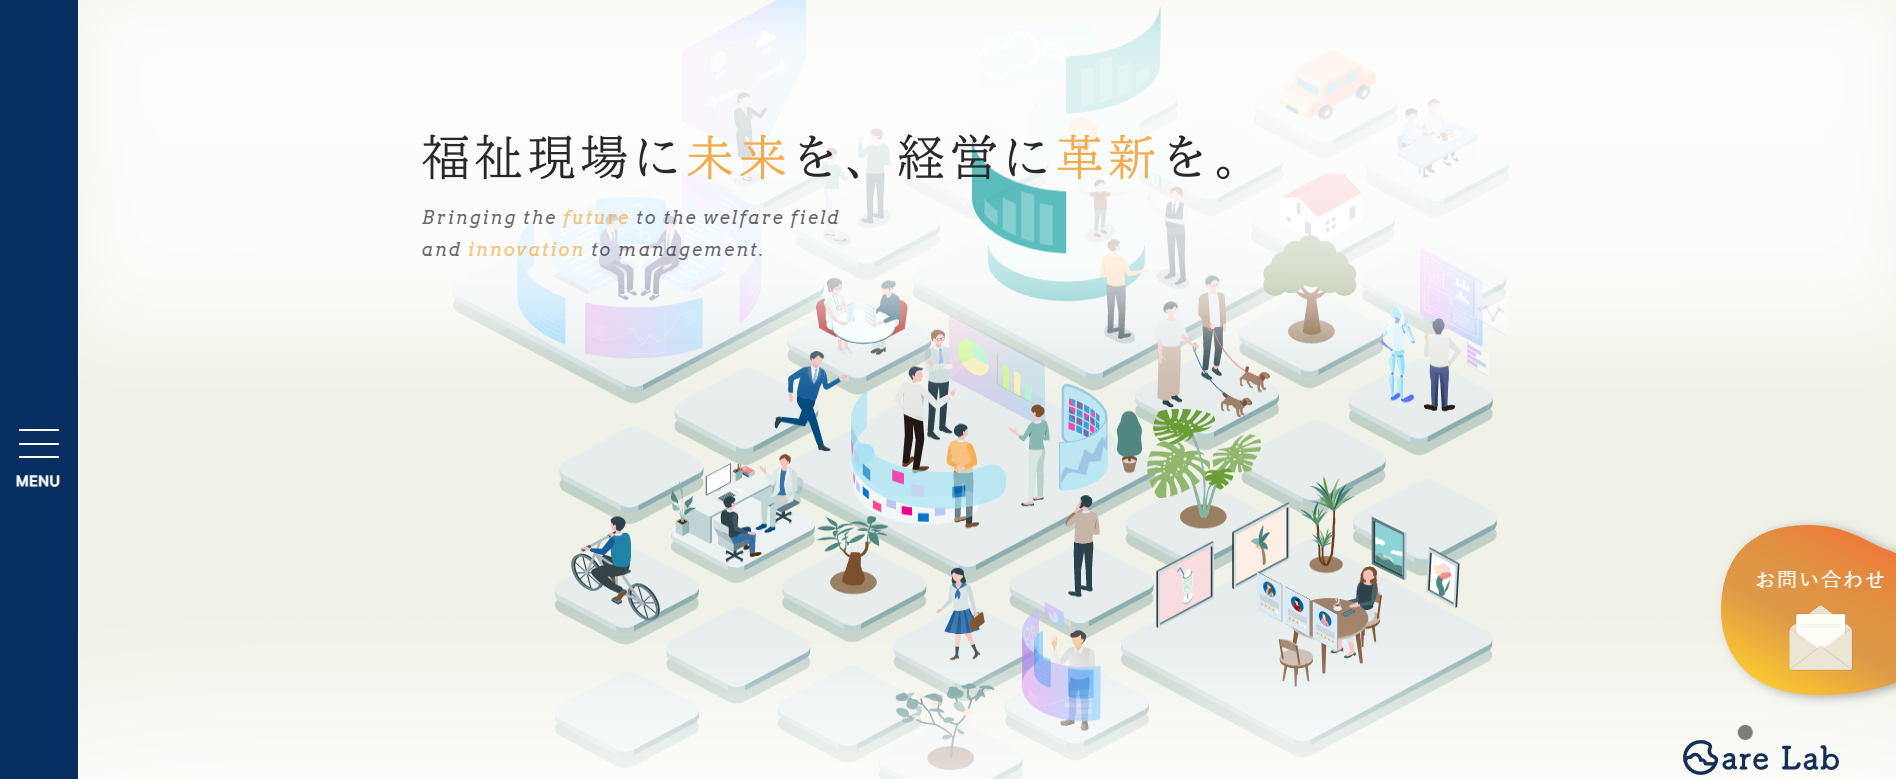 福祉現場に未来を、経営に革新を。
Bringing the future to the welfare field
and innovation to management.
MENU
お問い合わせ
Care Lab